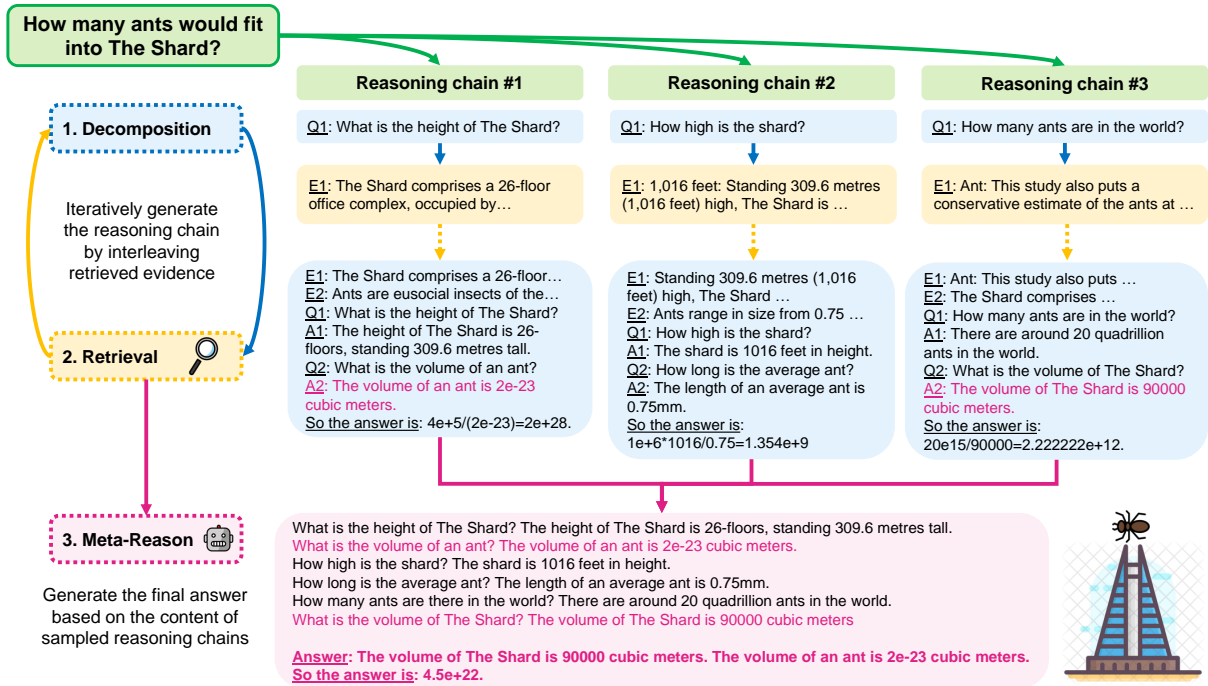 How many ants would fit
into The Shard?
Reasoning chain #1
Reasoning chain #2
Reasoning chain #3
1. Decomposition
Iteratively generate
the reasoning chain
by interleaving
retrieved evidence
2. Retrieval
3. Meta-Reason
Generate the final answer
based on the content of
sampled reasoning chains
Q1: What is the height of The Shard?
E1: The Shard comprises a 26-floor
office complex, occupied by…
E1: The Shard comprises a 26-floor…
E2: Ants are eusocial insects of the…
Q1: What is the height of The Shard?
A1: The height of The Shard is 26-
floors, standing 309.6 metres tall.
Q2: What is the volume of an ant?
A2: The volume of an ant is 2e-23
cubic meters.
So the answer is: 4e+5/(2e-23)=2e+28.
Q1: How high is the shard?
E1: 1,016 feet: Standing 309.6 metres
(1,016 feet) high, The Shard is …
E1: Standing 309.6 metres (1,016
feet) high, The Shard …
E2: Ants range in size from 0.75 …
Q1: How high is the shard?
A1: The shard is 1016 feet in height.
Q2: How long is the average ant?
A2: The length of an average ant is
0.75mm.
So the answer is:
1e+6*1016/0.75=1.354e+9
Q1: How many ants are in the world?
E1: Ant: This study also puts a
conservative estimate of the ants at …
E1: Ant: This study also puts …
E2: The Shard comprises …
Q1: How many ants are in the world?
A1: There are around 20 quadrillion
ants in the world.
Q2: What is the volume of The Shard?
A2: The volume of The Shard is 90000
cubic meters.
So the answer is:
20e15/90000=2.222222e+12.
What is the height of The Shard? The height of The Shard is 26-floors, standing 309.6 metres tall.
What is the volume of an ant? The volume of an ant is 2e-23 cubic meters.
How high is the shard? The shard is 1016 feet in height.
How long is the average ant? The length of an average ant is 0.75mm.
How many ants are there in the world? There are around 20 quadrillion ants in the world.
What is the volume of The Shard? The volume of The Shard is 90000 cubic meters
Answer: The volume of The Shard is 90000 cubic meters. The volume of an ant is 2e-23 cubic meters.
So the answer is: 4.5e+22.